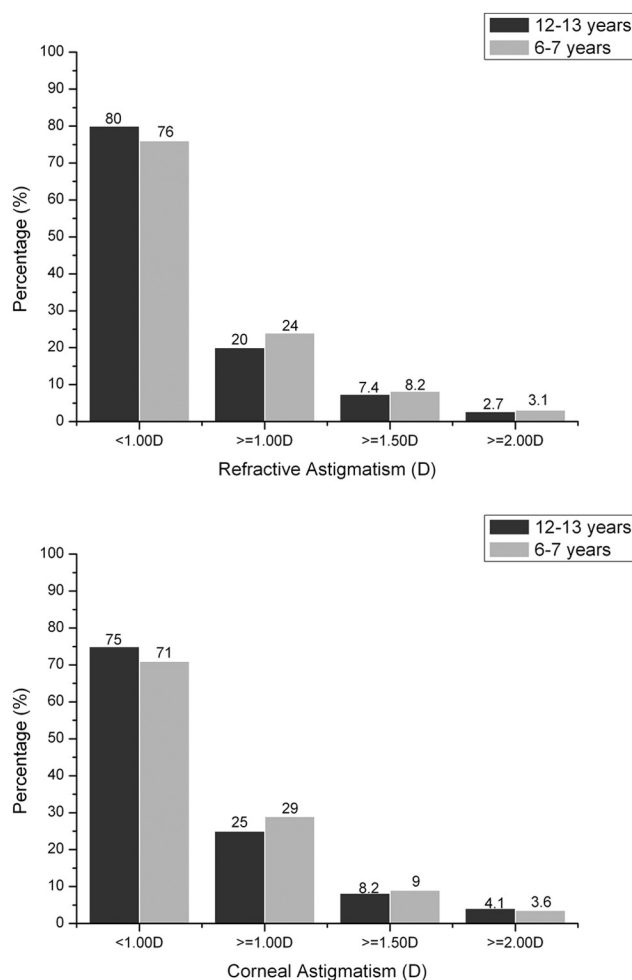 12-13 years
6-7 years
100
90
80
70
60
50
40
30
20
10
0
Percentage (%)
80
76
20
24
7.4
8.2
2.7
3.1
<1.00D
>=1.00D
>=1.50D
>=2.00D
Refractive Astigmatism (D)
12-13 years
6-7 years
100
90
80
70
60
50
40
30
20
10
0
Percentage (%)
75
71
25
29
8.2
9
4.1
3.6
<1.00D
>=1.00D
>=1.50D
>=2.00D
Corneal Astigmatism (D)